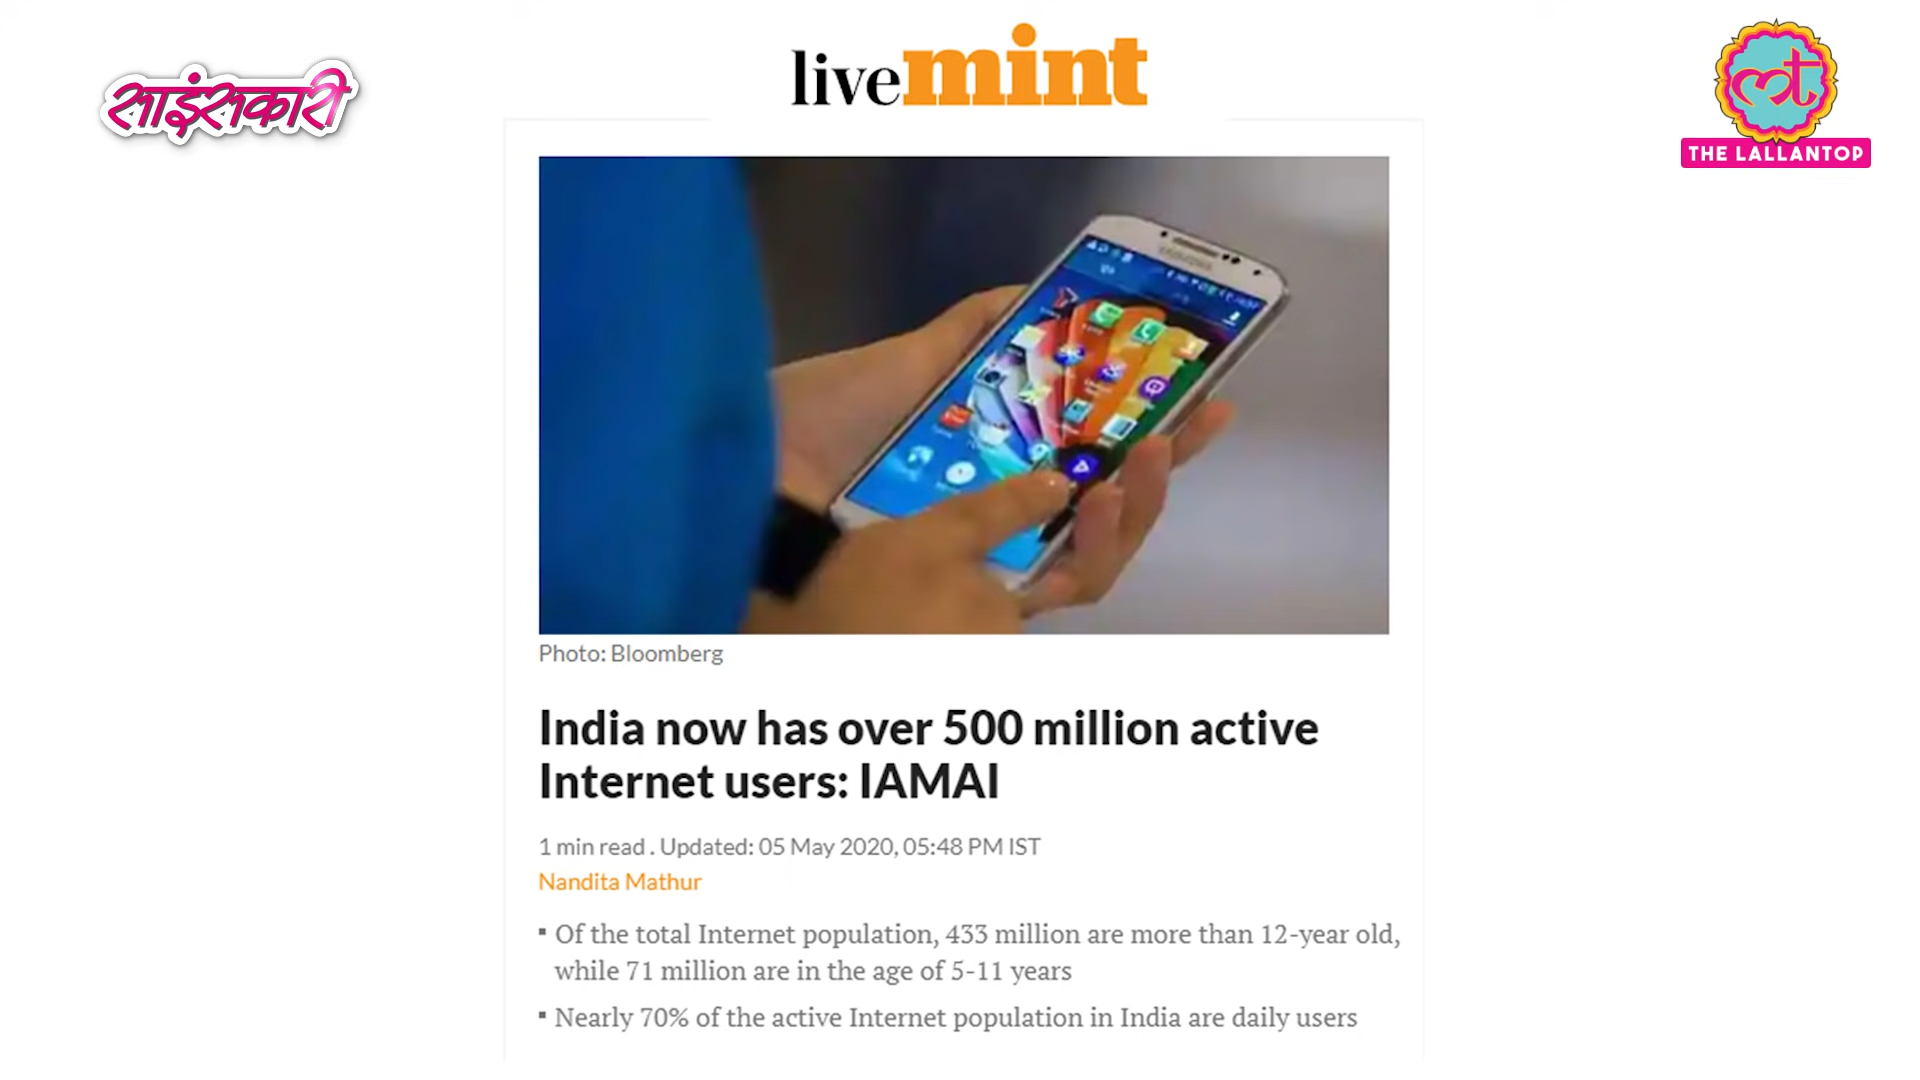 livemint
साइंसकारी
THE LALLANTOP
SAMSUNG
Photo: Bloomberg
India now has over 500 million active
Internet users: IAMAI
1 min read . Updated: 05 May 2020, 05:48 PM IST
Nandita Mathur
▪ Of the total Internet population, 433 million are more than 12-year old,
while 71 million are in the age of 5-11 years
▪ Nearly 70% of the active Internet population in India are daily users